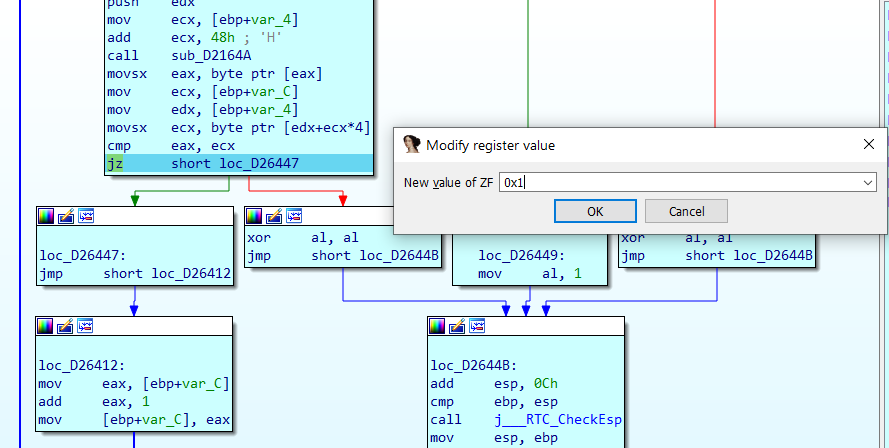 push edx
mov ecx, [ebp+var_4]
add ecx, 48h ; 'H'
call sub_D2164A
movsx eax, byte ptr [eax]
mov ecx, [ebp+var_C]
mov edx, [ebp+var_4]
movsx ecx, byte ptr [edx+ecx*4]
cmp eax, ecx
jz short loc_D26447
Modify register value
New value of ZF 0x1
OK Cancel
loc_D26447:
jmp short loc_D26412
xor al, al
jmp short loc_D2644B
loc_D26449:
mov al, 1
xor al, al
jmp short loc_D2644B
loc_D26412:
mov eax, [ebp+var_C]
add eax, 1
mov [ebp+var_C], eax
loc_D2644B:
add esp, 0Ch
cmp ebp, esp
call j___RTC_CheckEsp
mov esp, ebp